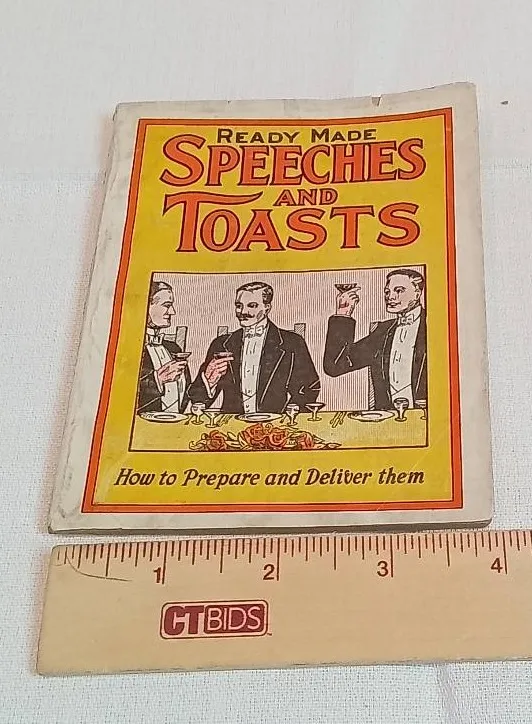 READY MADE
SPEECHES
AND
TOASTS
How to Prepare and Deliver them
1 2 3 4
CTBIDS